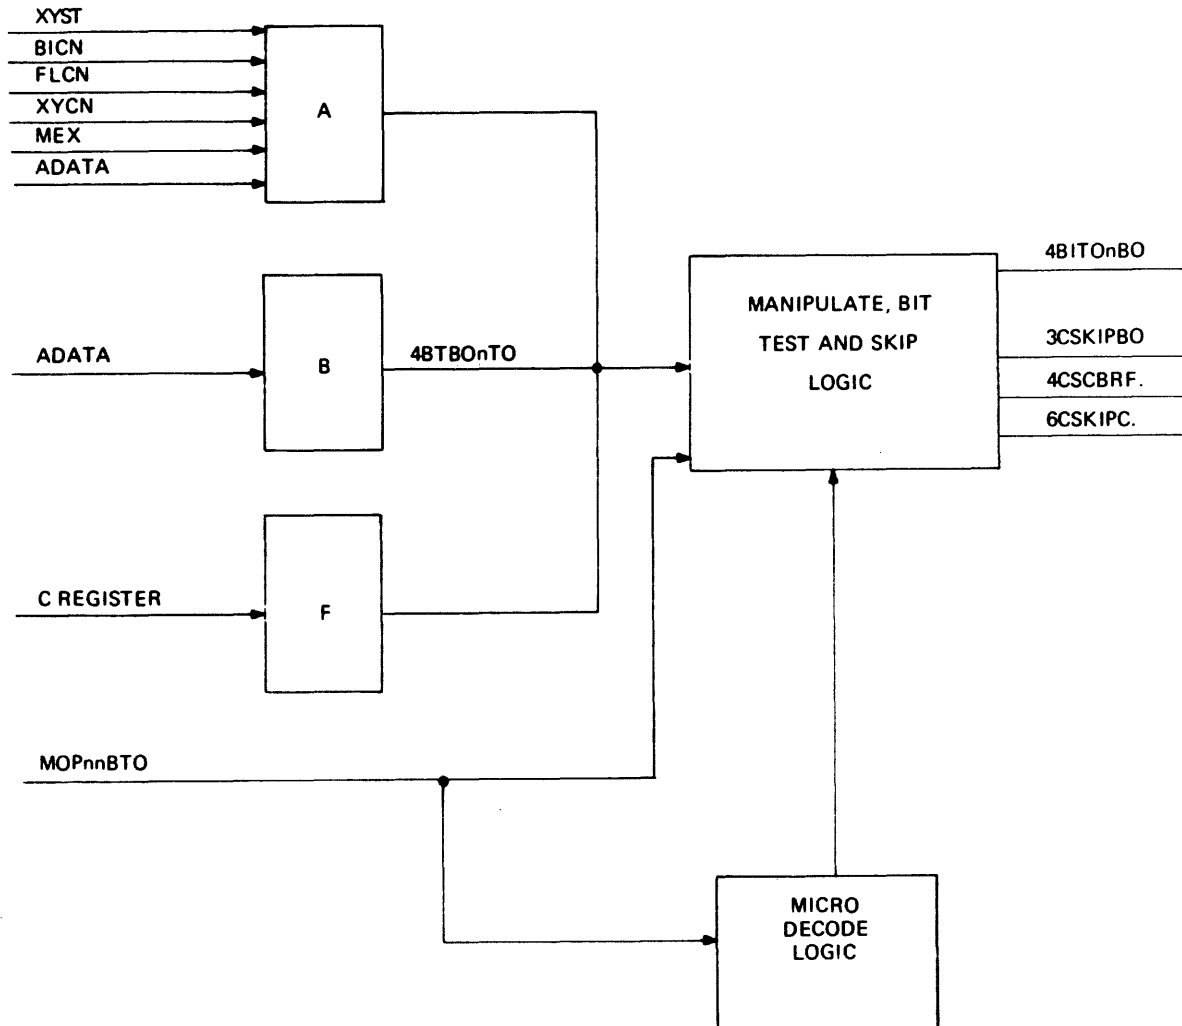 XYST
BICN
FLCN
XYCN
MEX
ADATA
A
ADATA
B
4BTBOnTO
C REGISTER
F
MOPnnBTO
MANIPULATE, BIT
TEST AND SKIP
LOGIC
4BITOnBO
3CSKIPBO
4CSCBRF.
6CSKIPC.
MICRO
DECODE
LOGIC